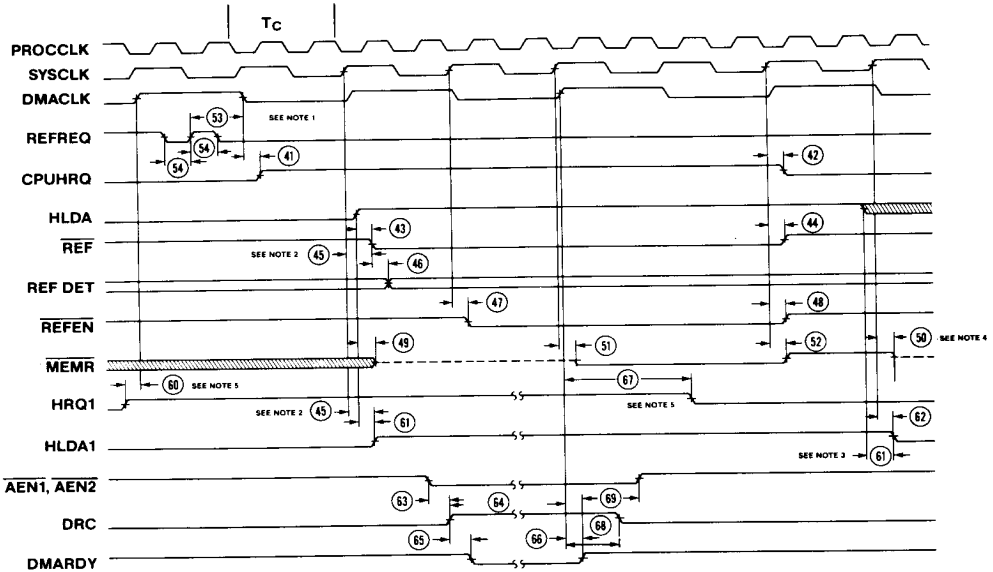 Tc
PROCCLK
SYSCLK
DMACLK
53
SEE NOTE 1
REFREQ
54
54
41
42
CPUHRQ
HLDA
43
44
REF
SEE NOTE 2
45
46
REF DET
47
48
REFEN
49
51
52
50
SEE NOTE 4
MEMR
60
SEE NOTE 5
67
HRQ1
SEE NOTE 2
45
61
SEE NOTE 5
62
HLDA1
SEE NOTE 3
61
AEN1, AEN2
63
64
69
DRC
68
65
66
DMARDY